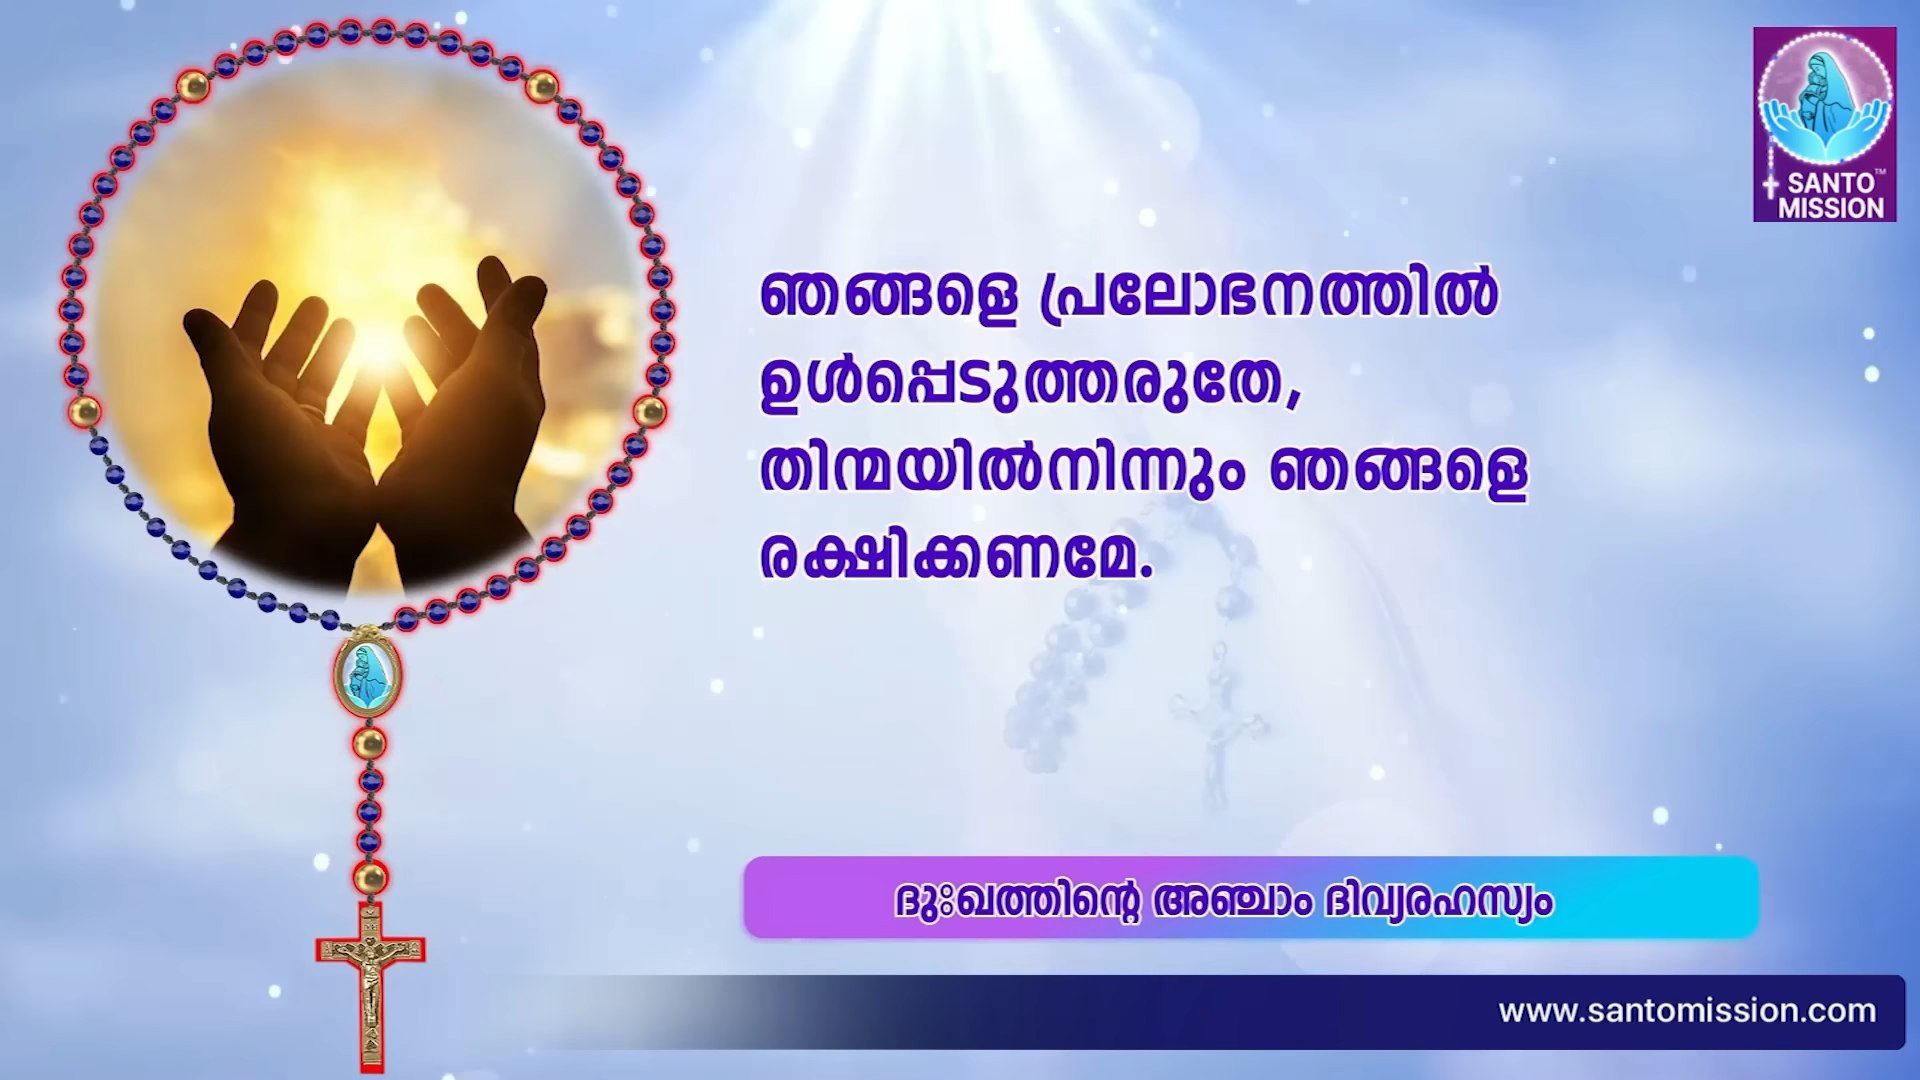 SANTO™
MISSION
ഞങ്ങളെ പ്രലോഭനത്തിൽ
ഉൾപ്പെടുത്തരുതേ,
തിന്മയിൽനിന്നും ഞങ്ങളെ
രക്ഷിക്കണമേ.
ദുഃഖത്തിന്റെ അഞ്ചാം ദിവ്യരഹസ്യം
www.santomission.com